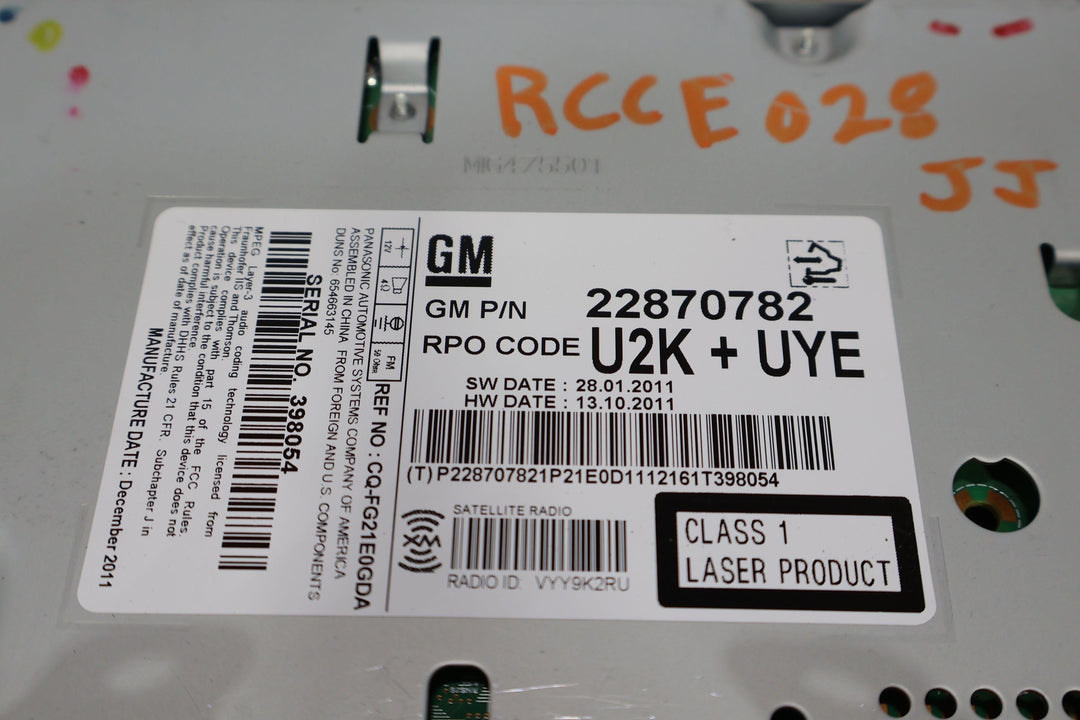 RCCE028
JJ
GM
GM P/N 22870782
RPO CODE U2K + UYE
SW DATE : 28.01.2011
HW DATE : 13.10.2011
(T)P228707821P21E0D1112161T398054
SATELLITE RADIO
RADIO ID: VYY9K2RU
CLASS 1
LASER PRODUCT
12V
4Ω
FM
REF NO : CQ-FG21E0GDA
PANASONIC AUTOMOTIVE SYSTEMS COMPANY OF AMERICA
ASSEMBLED IN CHINA FROM FOREIGN AND U.S. COMPONENTS
DUNS No: 654663145
SERIAL NO. 398054
MPEG Layer-3 audio coding technology licensed from
Fraunhofer IIS and Thomson.
This device complies with part 15 of the FCC Rules.
Operation is subject to the condition that this device does not
cause harmful interference.
Product complies with DHHS Rules 21 CFR. Subchapter J in
effect as of date of manufacture.
MANUFACTURE DATE : December 2011